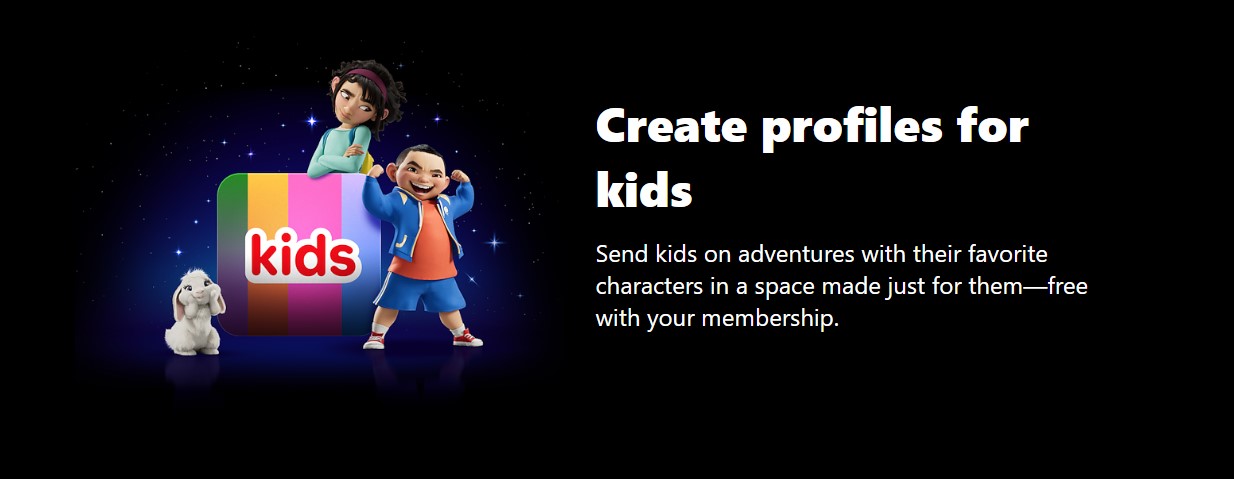 kids
Create profiles for
kids
Send kids on adventures with their favorite
characters in a space made just for them—free
with your membership.